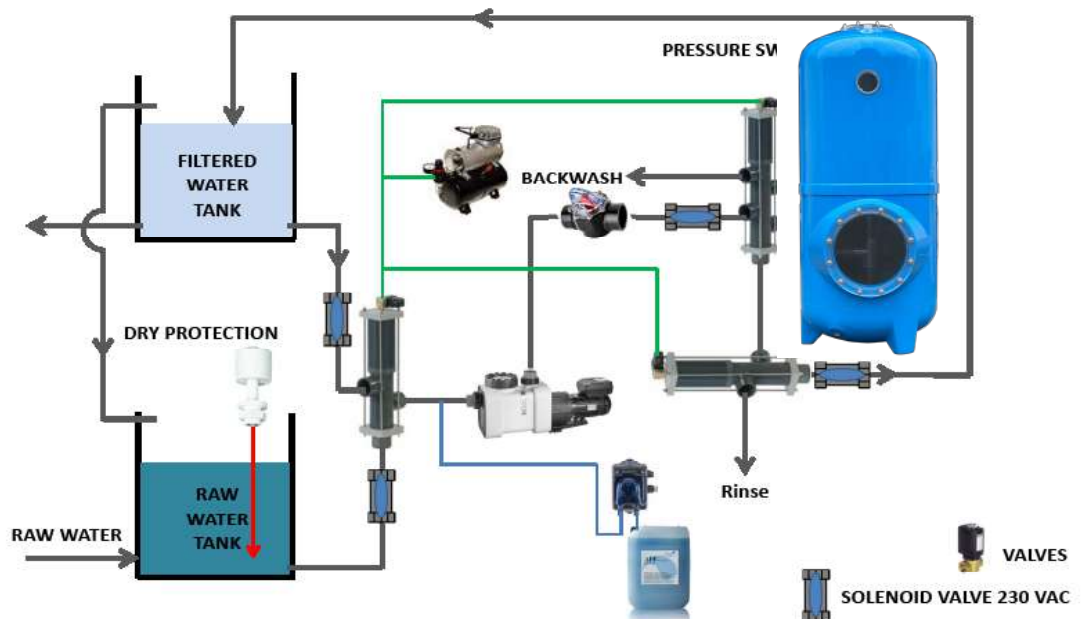 PRESSURE SW
FILTERED
WATER
TANK
BACKWASH
DRY PROTECTION
RAW
WATER
TANK
RAW WATER
Rinse
VALVES
SOLENOID VALVE 230 VAC